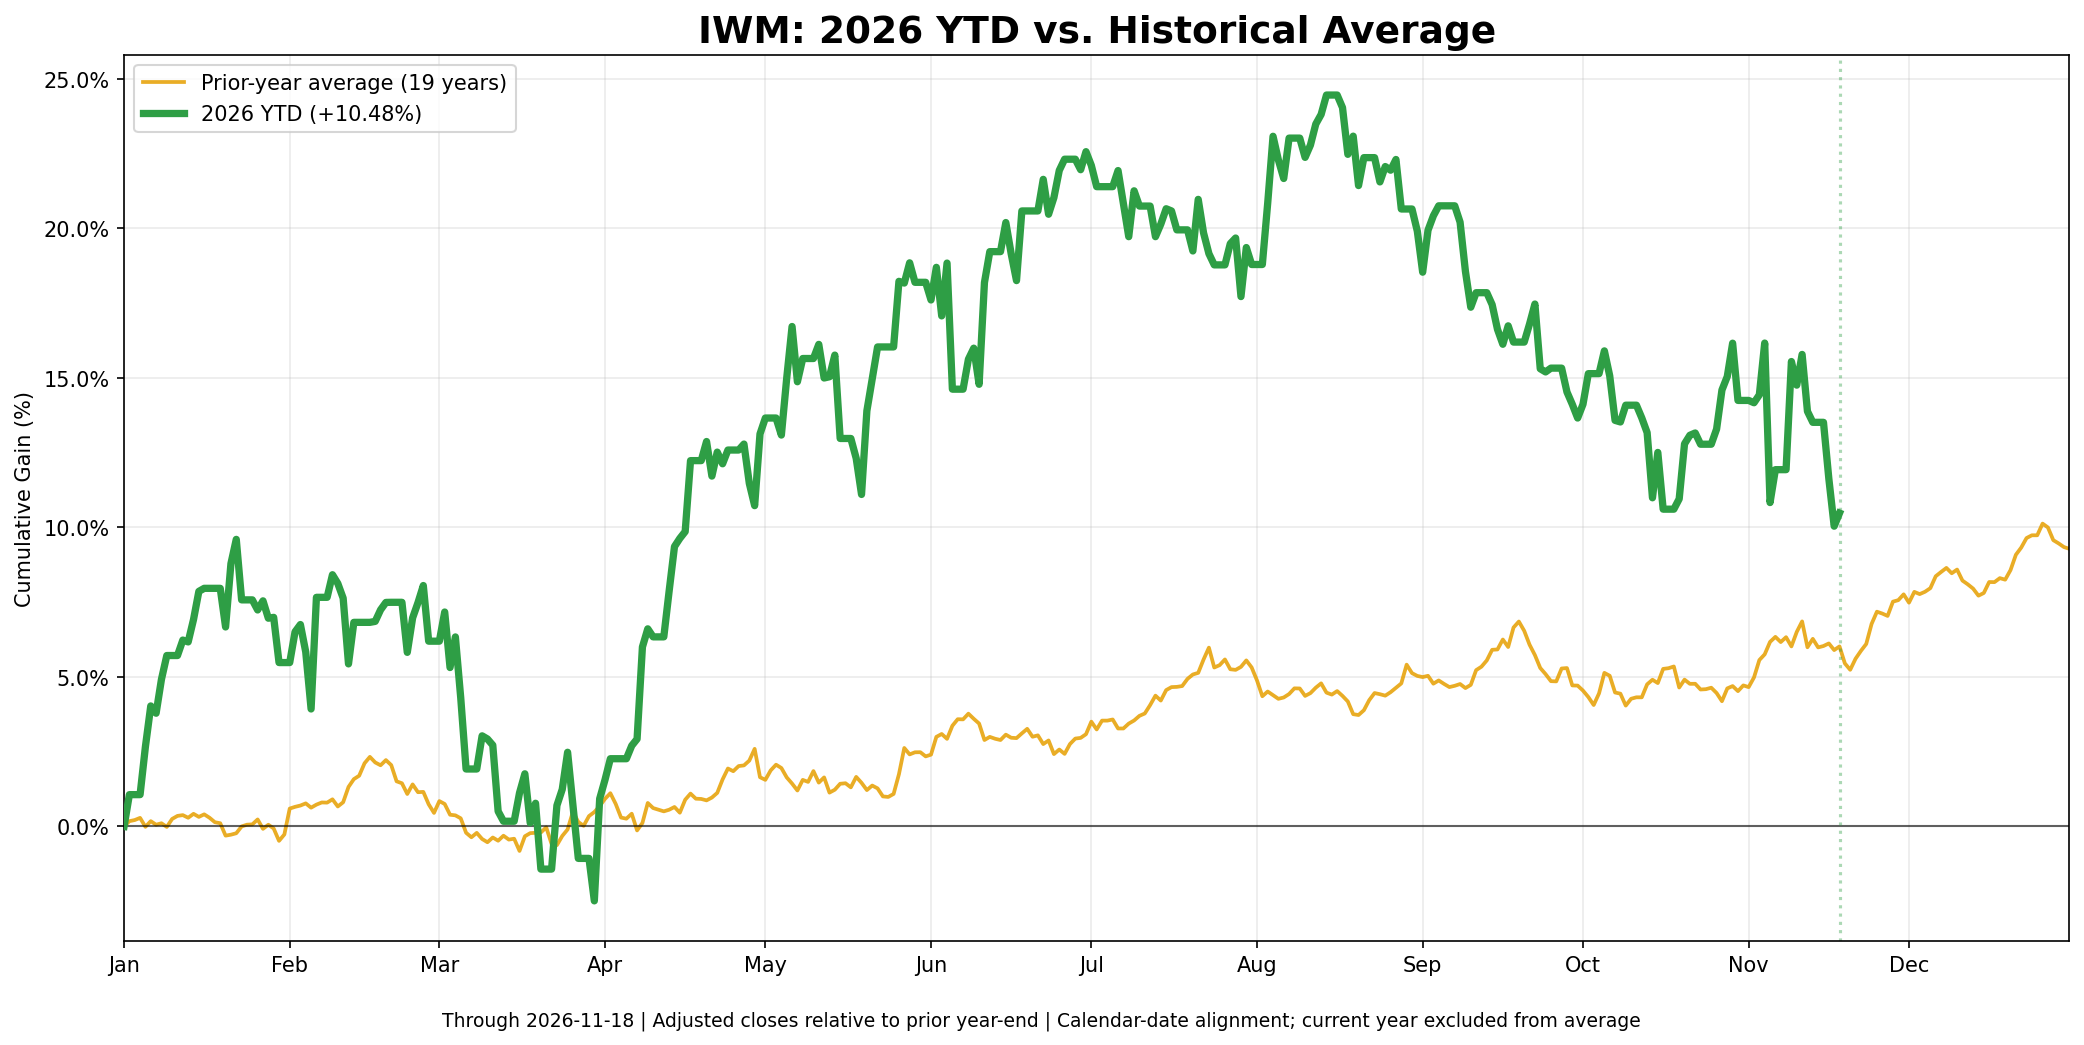 IWM: 2026 YTD vs. Historical Average
Prior-year average (19 years)
2026 YTD (+10.48%)
Cumulative Gain (%)
25.0%
20.0%
15.0%
10.0%
5.0%
0.0%
Jan Feb Mar Apr May Jun Jul Aug Sep Oct Nov Dec
Through 2026-11-18 | Adjusted closes relative to prior year-end | Calendar-date alignment; current year excluded from average